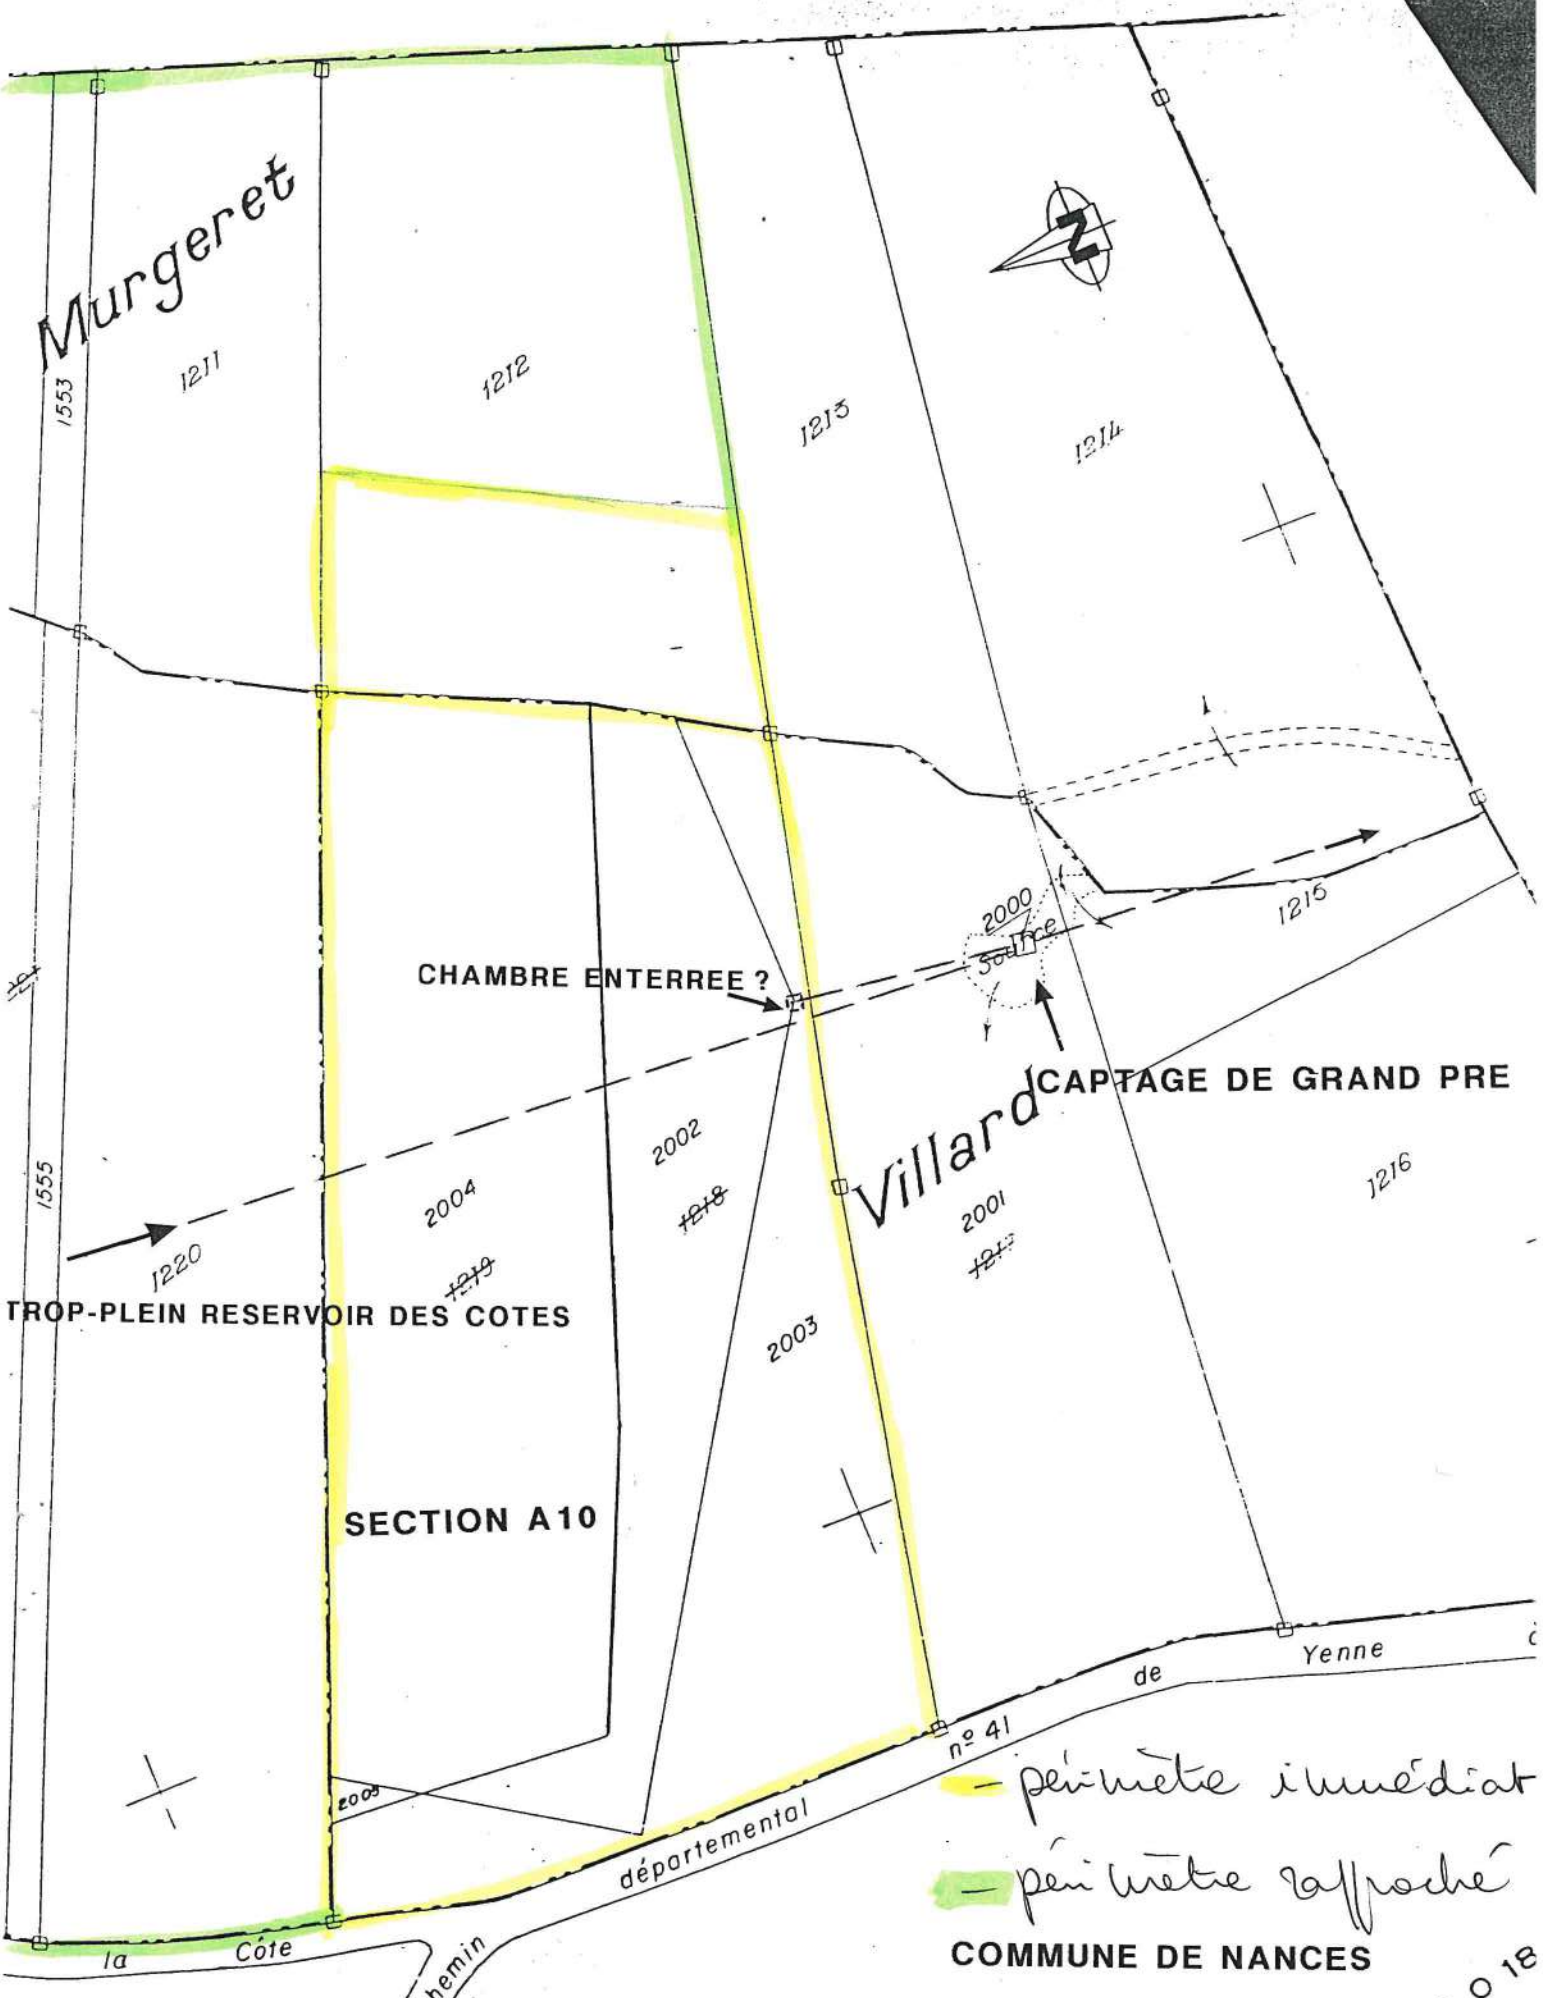 Murgeret
N
1211
1212
1553
1213
1214
2000
Source
1215
CHAMBRE ENTERREE ?
CAPTAGE DE GRAND PRE
Villard
2002
1218
2004
1219
1555
1220
2001
1216
TROP-PLEIN RESERVOIR DES COTES
2003
SECTION A10
Yenne
de
nº 41
départemental
2005
- périmètre immédiat
- périmètre rapproché
la Côte
hemin
COMMUNE DE NANCES
O 18